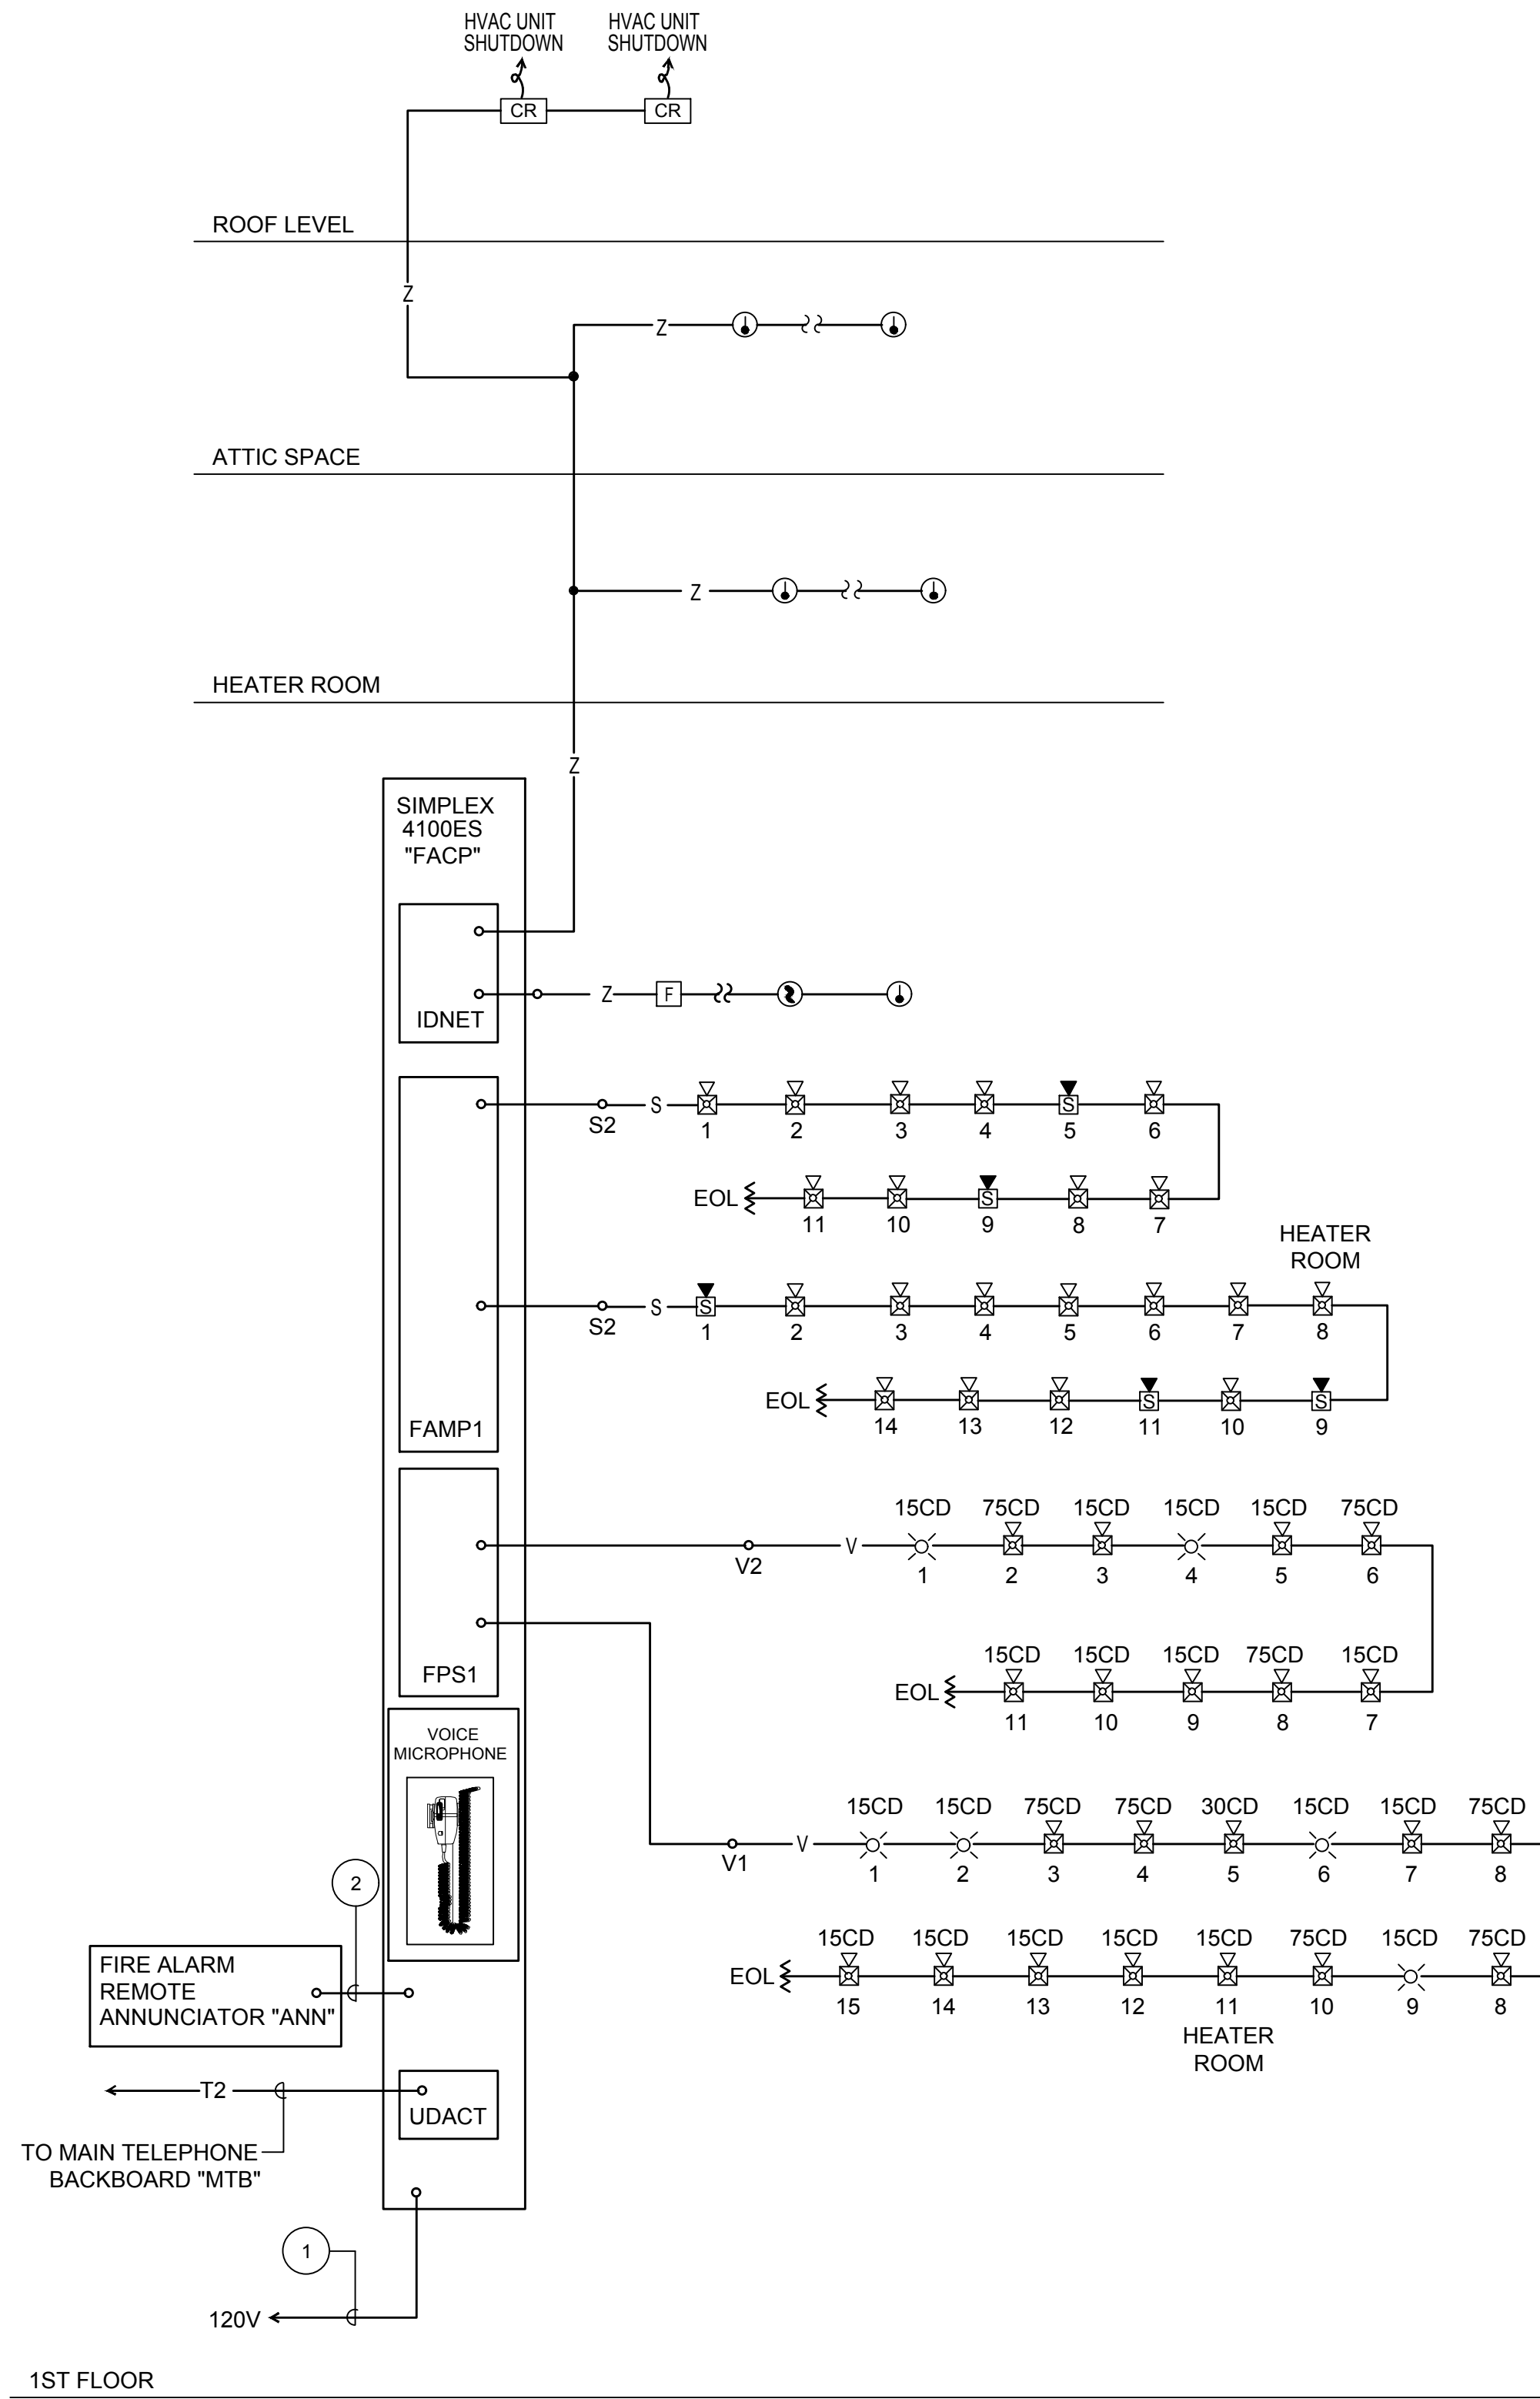 HVAC UNIT HVAC UNIT
SHUTDOWN SHUTDOWN
CR CR
ROOF LEVEL
Z
Z
ATTIC SPACE
Z
HEATER ROOM
Z
SIMPLEX
4100ES
"FACP"
Z F
IDNET
S S
S2 1 2 3 4 5 6
EOL S
11 10 9 8 7
HEATER
ROOM
S S
S2 1 2 3 4 5 6 7 8
EOL S S
14 13 12 11 10 9
FAMP1
15CD 75CD 15CD 15CD 15CD 75CD
V
V2 1 2 3 4 5 6
15CD 15CD 15CD 75CD 15CD
FPS1
EOL
11 10 9 8 7
VOICE
MICROPHONE
15CD 15CD 75CD 75CD 30CD 15CD 15CD 75CD
V
V1 1 2 3 4 5 6 7 8
2
15CD 15CD 15CD 15CD 15CD 75CD 15CD 75CD
EOL
15 14 13 12 11 10 9 8
HEATER
ROOM
FIRE ALARM
REMOTE
ANNUNCIATOR "ANN"
T2
UDACT
TO MAIN TELEPHONE
BACKBOARD "MTB"
1
120V
1ST FLOOR